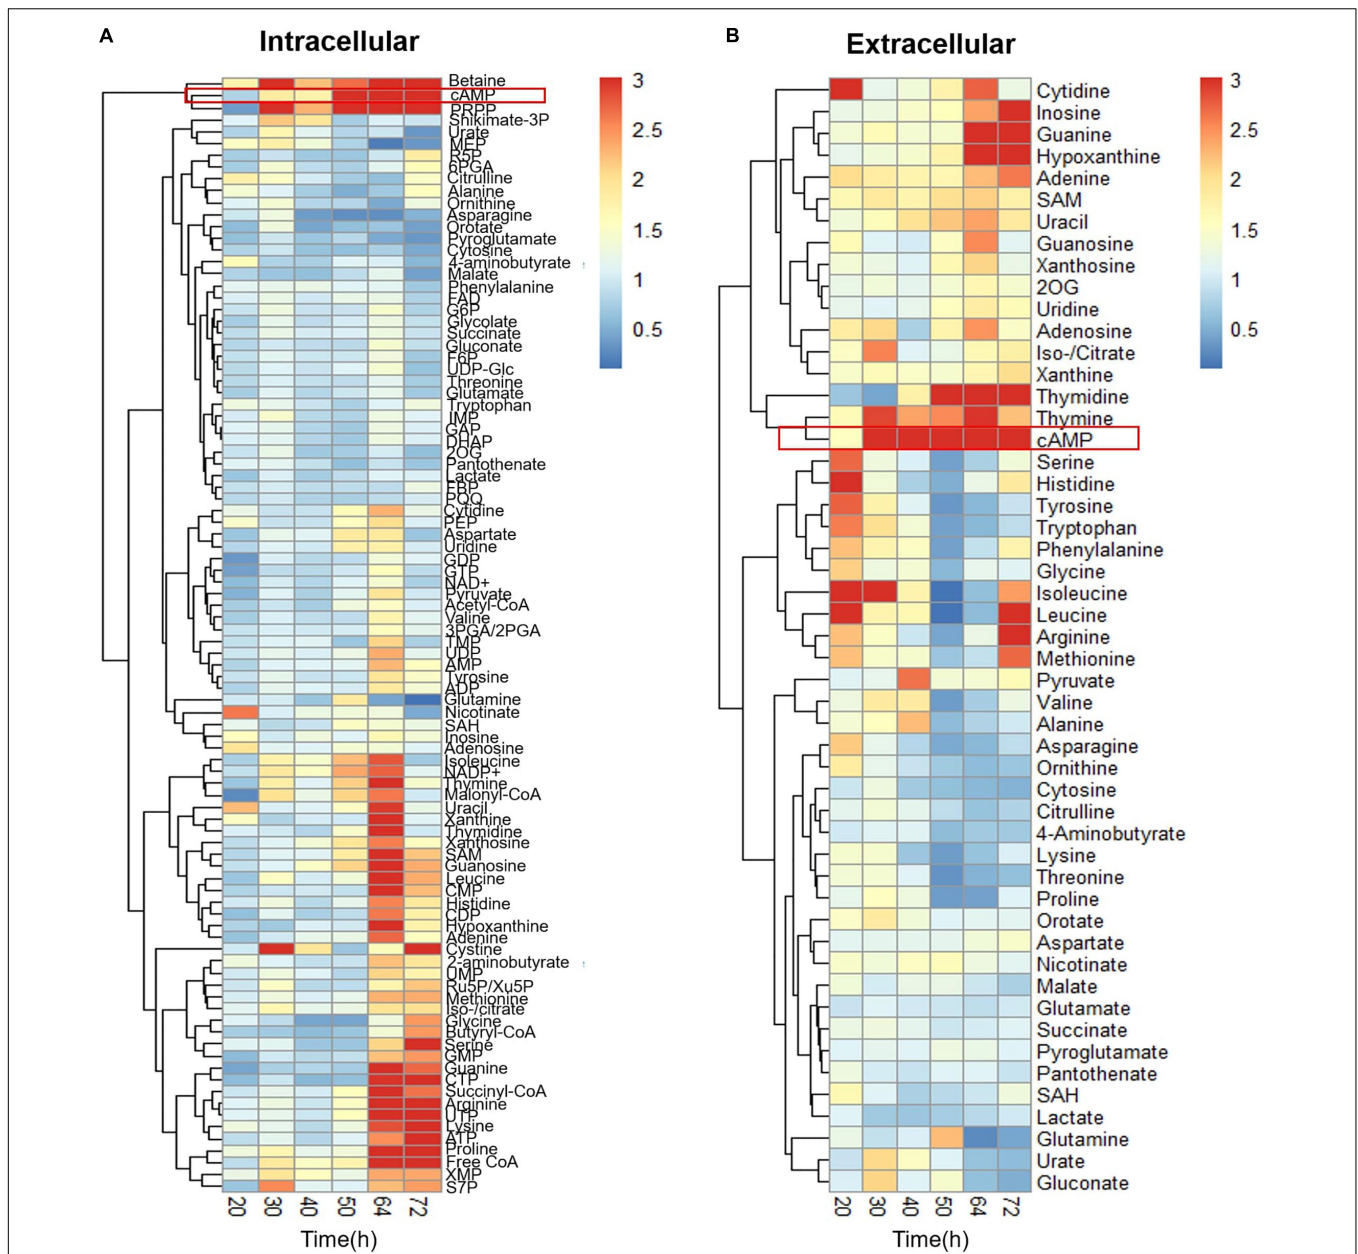 A
Intracellular
Betaine
cAMP
PRPP
Shikimate-3P
Urate
MEP
R5P
6PGA
Citrulline
Alanine
Ornithine
Asparagine
Orotate
Pyroglutamate
Cytosine
4-aminobutyrate
Malate
Phenylalanine
FAD
G6P
Glycolate
Succinate
Gluconate
F6P
UDP-Glc
Threonine
Glutamate
Tryptophan
IMP
GAP
DHAP
2OG
Pantothenate
Lactate
FBP
PQQ
Cytidine
PEP
Aspartate
Uridine
GDP
GTP
NAD+
Pyruvate
Acetyl-CoA
Valine
3PGA/2PGA
TMP
UDP
AMP
Tyrosine
ADP
Glutamine
Nicotinate
SAH
Inosine
Adenosine
Isoleucine
NADP+
Thymine
Malonyl-CoA
Uracil
Xanthine
Thymidine
Xanthosine
SAM
Guanosine
Leucine
CMP
Histidine
CDP
Hypoxanthine
Adenine
Cystine
2-aminobutyrate
UMP
Ru5P/Xu5P
Methionine
Iso-/citrate
Glycine
Butyryl-CoA
Serine
GMP
Guanine
CTP
Succinyl-CoA
Arginine
UTP
Lysine
ATP
Proline
Free CoA
XMP
S7P
20 30 40 50 64 72
Time(h)
3
2.5
2
1.5
1
0.5
B
Extracellular
Cytidine
Inosine
Guanine
Hypoxanthine
Adenine
SAM
Uracil
Guanosine
Xanthosine
2OG
Uridine
Adenosine
Iso-/Citrate
Xanthine
Thymidine
Thymine
cAMP
Serine
Histidine
Tyrosine
Tryptophan
Phenylalanine
Glycine
Isoleucine
Leucine
Arginine
Methionine
Pyruvate
Valine
Alanine
Asparagine
Ornithine
Cytosine
Citrulline
4-Aminobutyrate
Lysine
Threonine
Proline
Orotate
Aspartate
Nicotinate
Malate
Glutamate
Succinate
Pyroglutamate
Pantothenate
SAH
Lactate
Glutamine
Urate
Gluconate
20 30 40 50 64 72
Time(h)
3
2.5
2
1.5
1
0.5